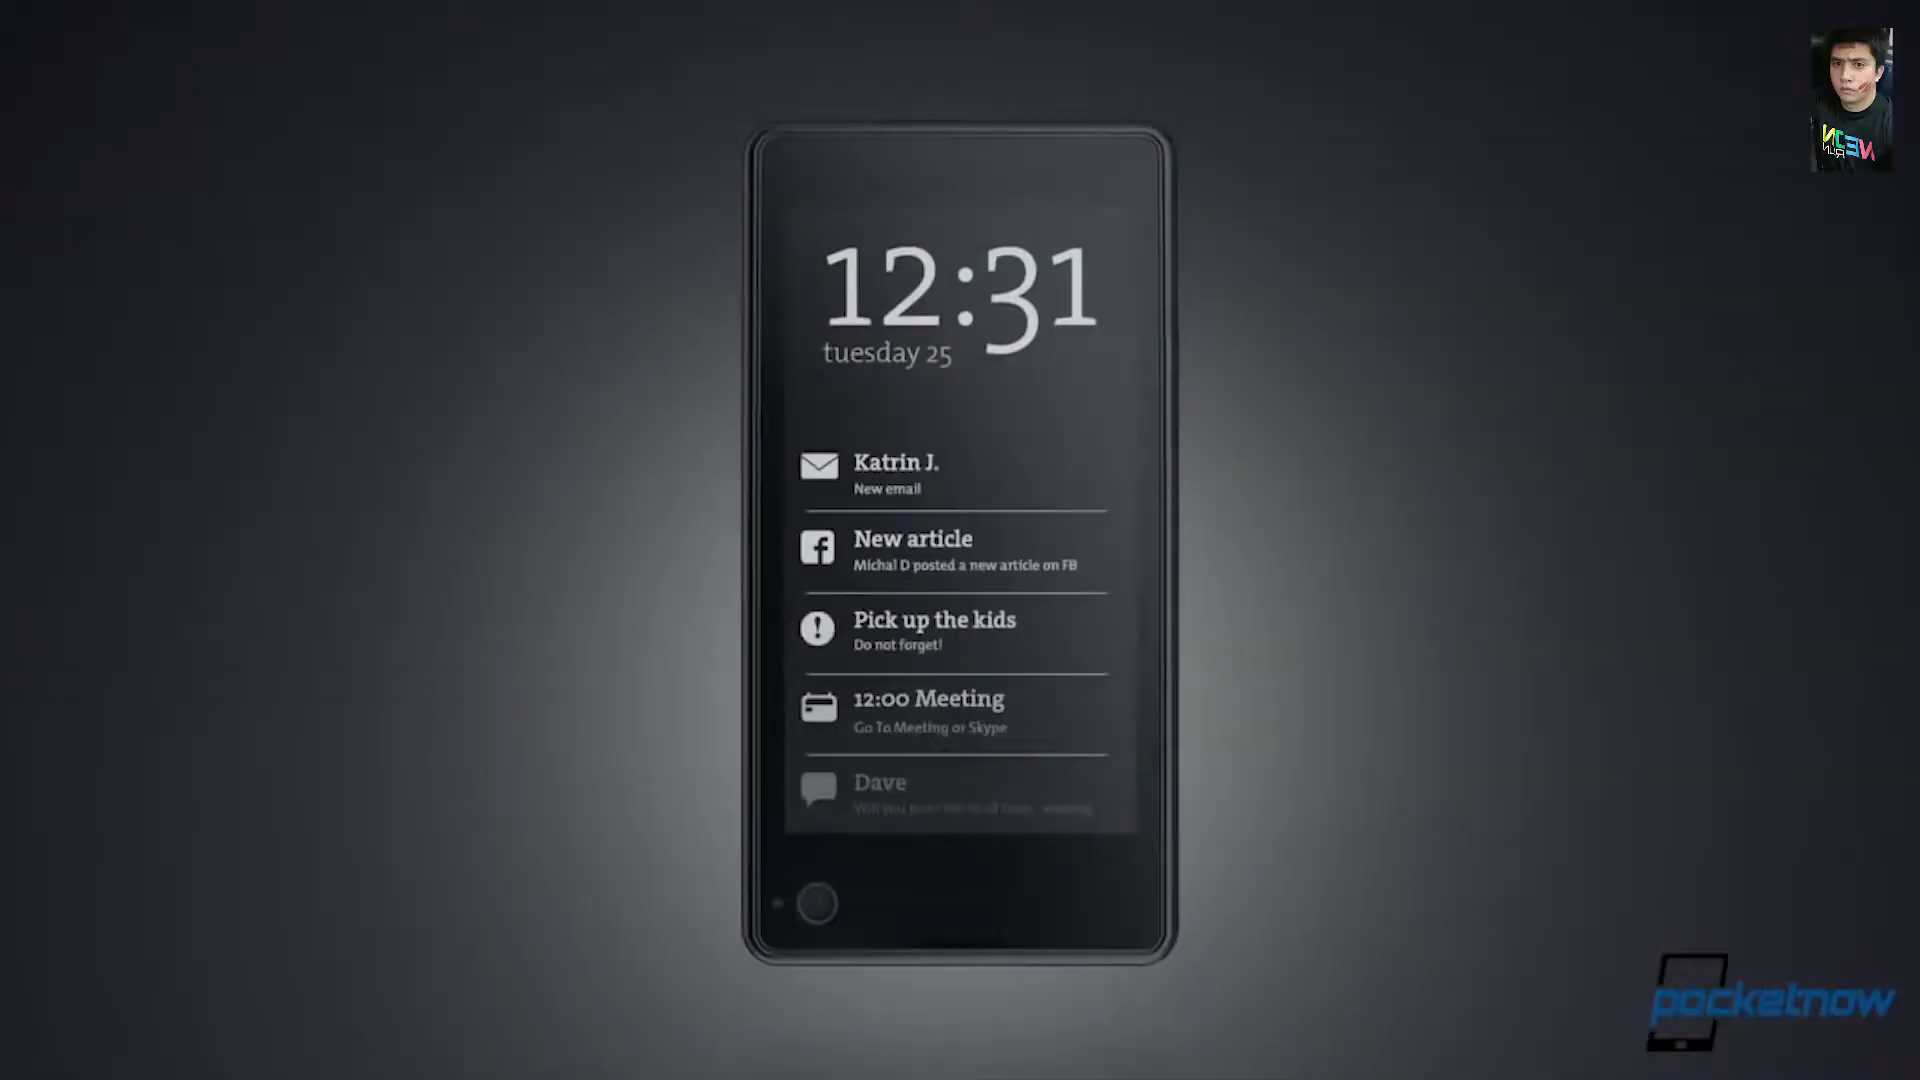 12:31
tuesday 25
Katrin J.
New email
New article
Michal D posted a new article on FB
Pick up the kids
Do not forget!
12:00 Meeting
Go To Meeting or Skype
Dave
pocketnow